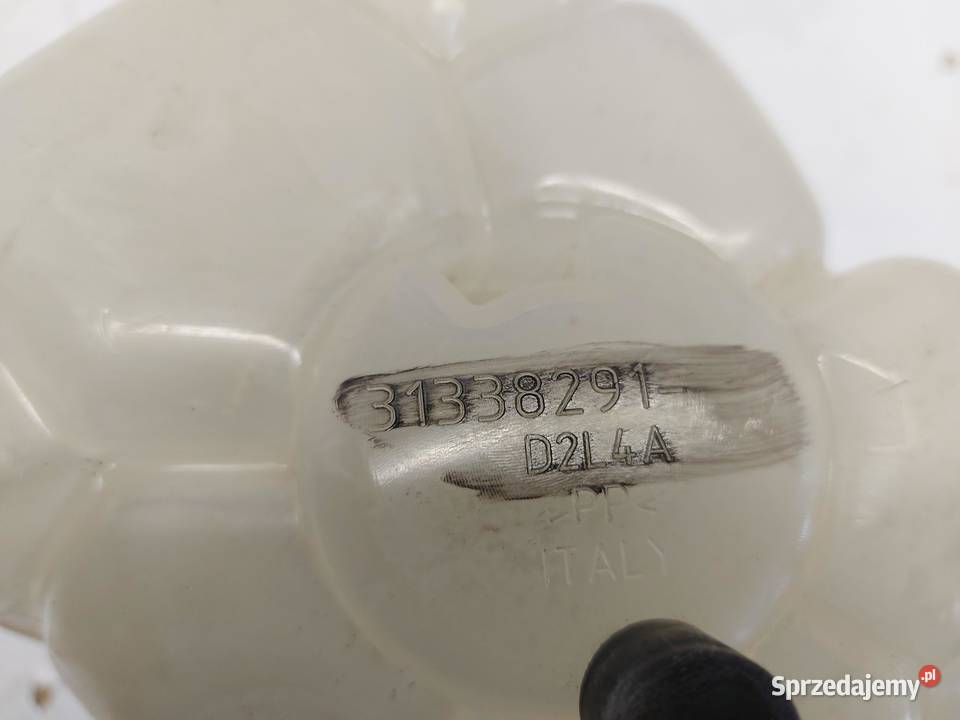 31338291
D2L4A
>PP<
ITALY
Sprzedajemy.pl